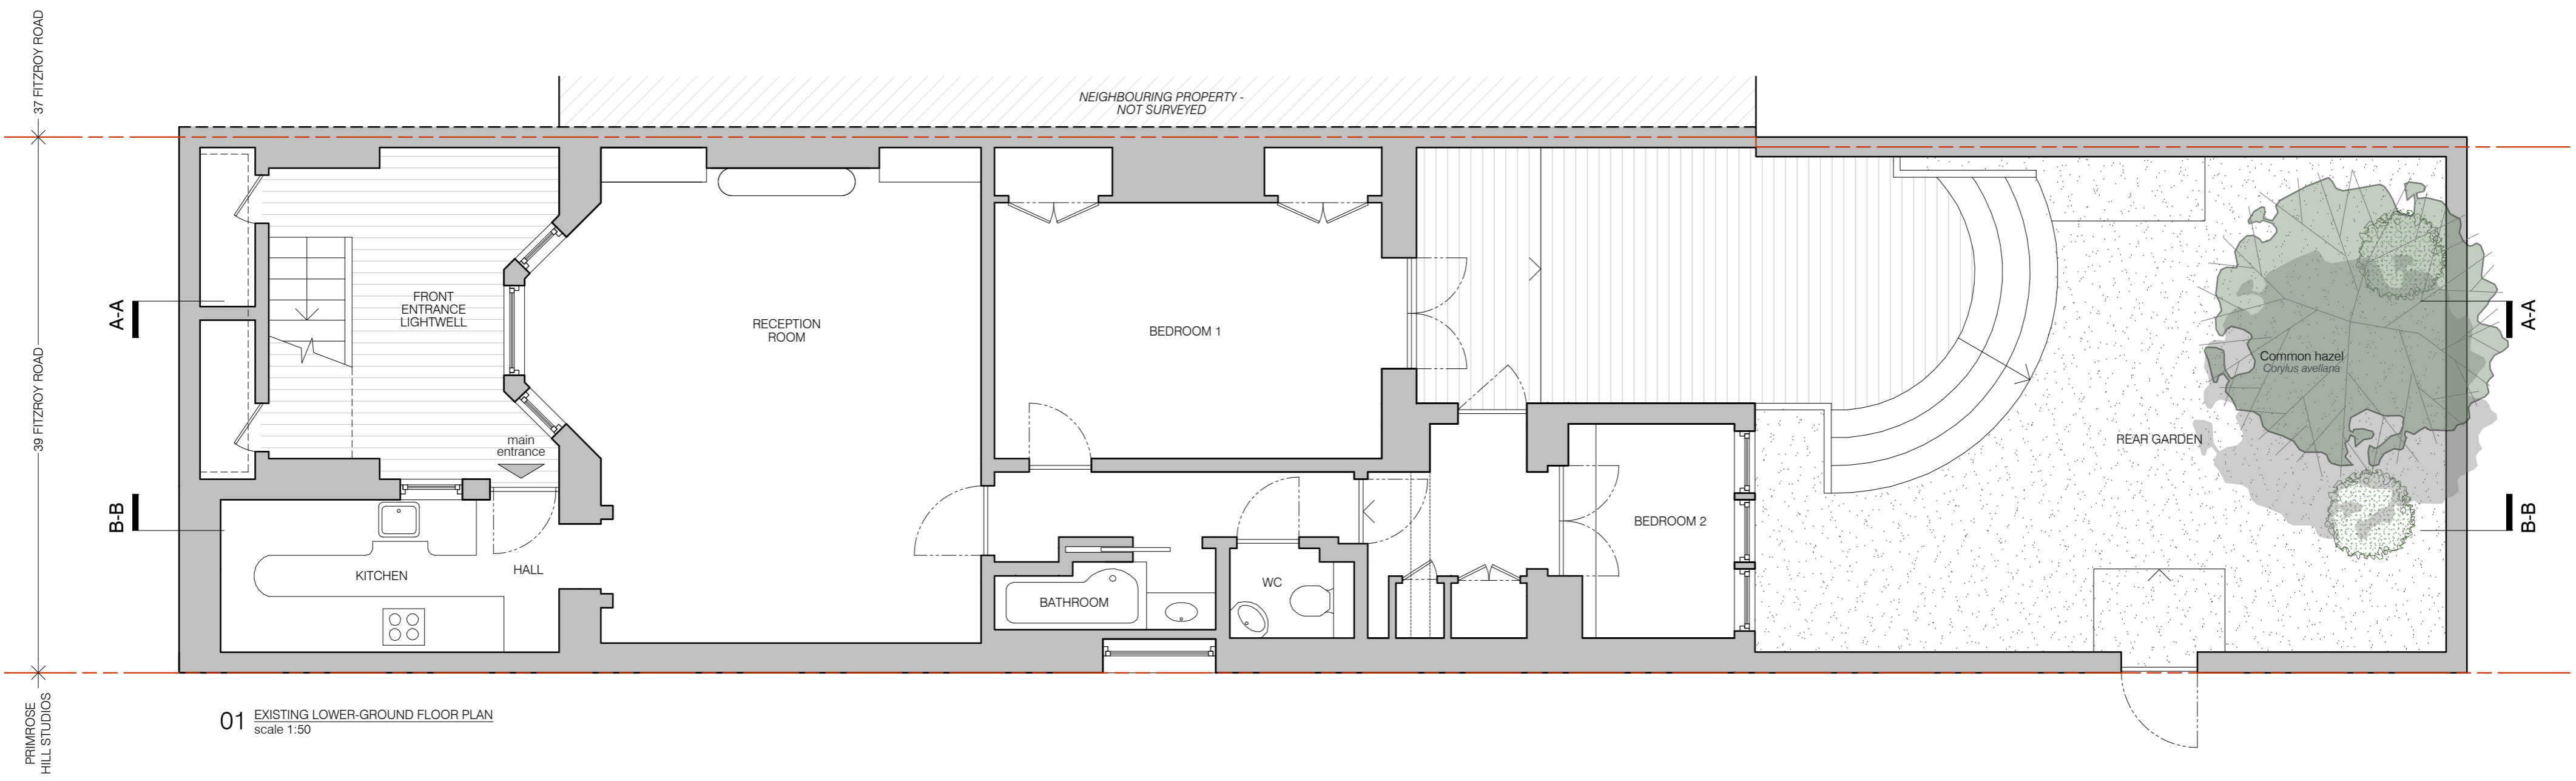 37 FITZROY ROAD
NEIGHBOURING PROPERTY -
NOT SURVEYED
A-A
FRONT
ENTRANCE
LIGHTWELL
RECEPTION
ROOM
BEDROOM 1
A-A
Common hazel
Corylus avellana
39 FITZROY ROAD
main
entrance
REAR GARDEN
B-B
BEDROOM 2
B-B
KITCHEN
HALL
BATHROOM
WC
PRIMROSE
HILL STUDIOS
01 EXISTING LOWER-GROUND FLOOR PLAN
scale 1:50